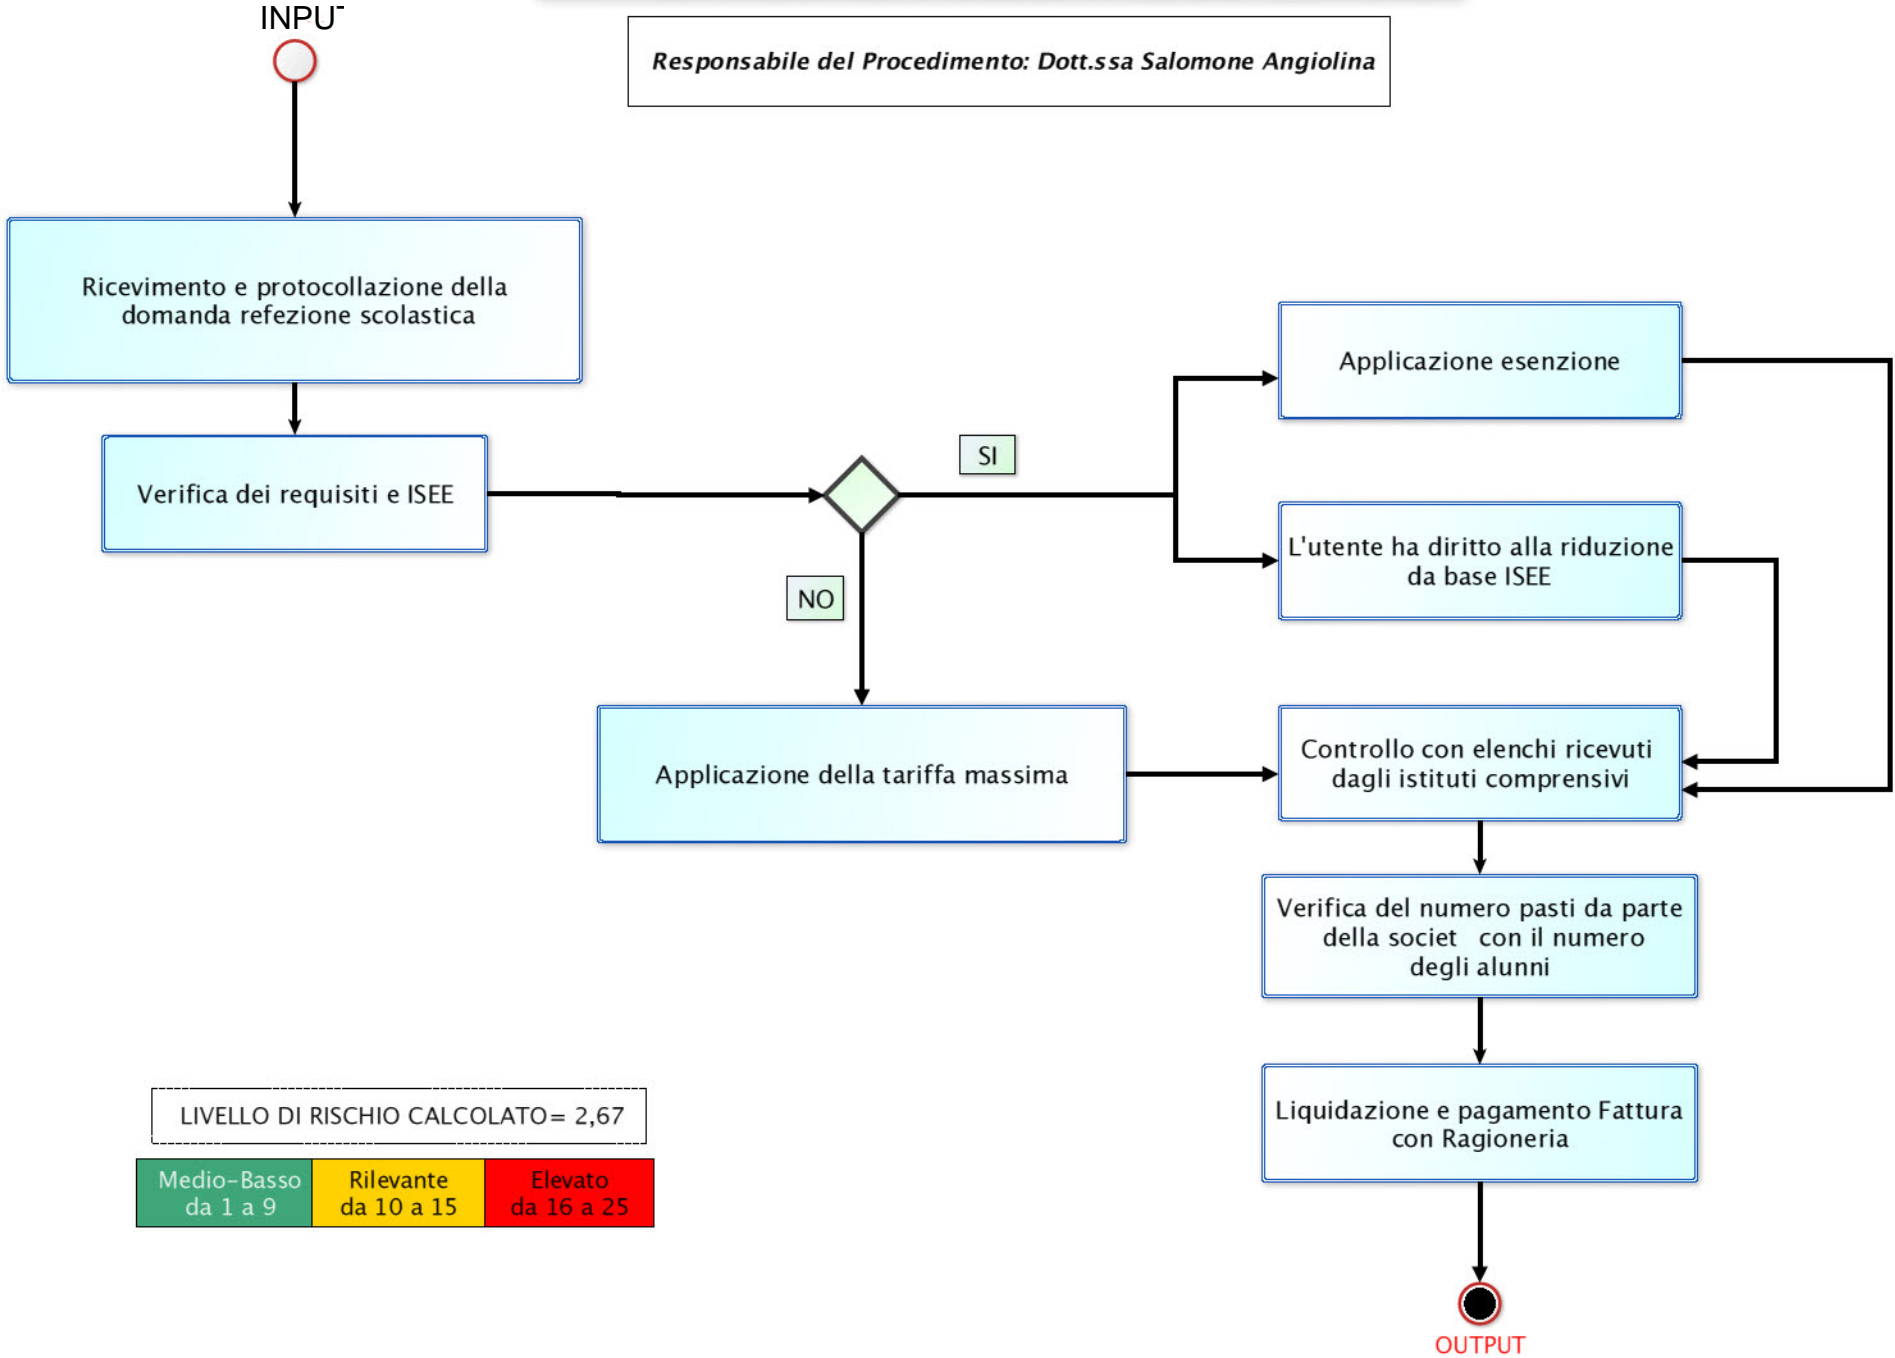 INPUT
Responsabile del Procedimento: Dott.ssa Salomone Angiolina
Ricevimento e protocollazione della
domanda refezione scolastica
Verifica dei requisiti e ISEE
SI
NO
Applicazione esenzione
L'utente ha diritto alla riduzione
da base ISEE
Applicazione della tariffa massima
Controllo con elenchi ricevuti
dagli istituti comprensivi
Verifica del numero pasti da parte
della societ con il numero
degli alunni
Liquidazione e pagamento Fattura
con Ragioneria
LIVELLO DI RISCHIO CALCOLATO= 2,67
Medio-Basso
da 1 a 9
Rilevante
da 10 a 15
Elevato
da 16 a 25
OUTPUT